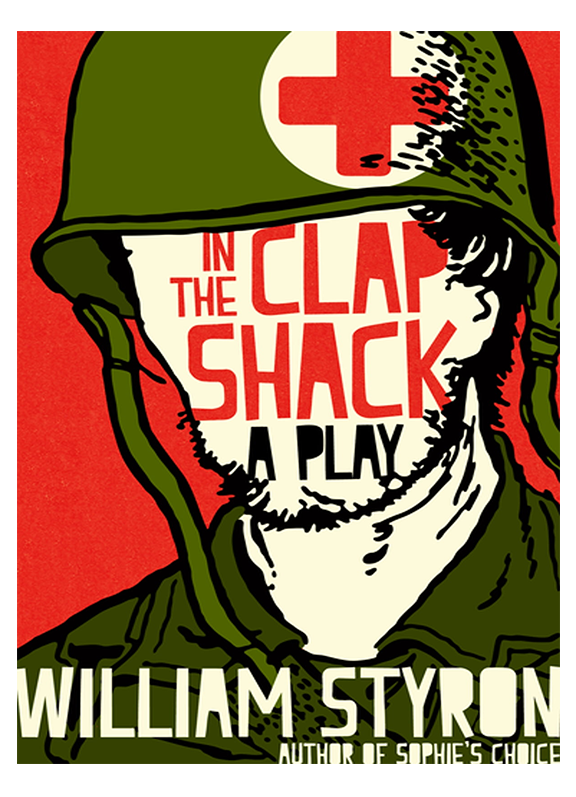 IN
THE CLAP
SHACK
A PLAY
WILLIAM STYRON
AUTHOR OF SOPHIE'S CHOICE